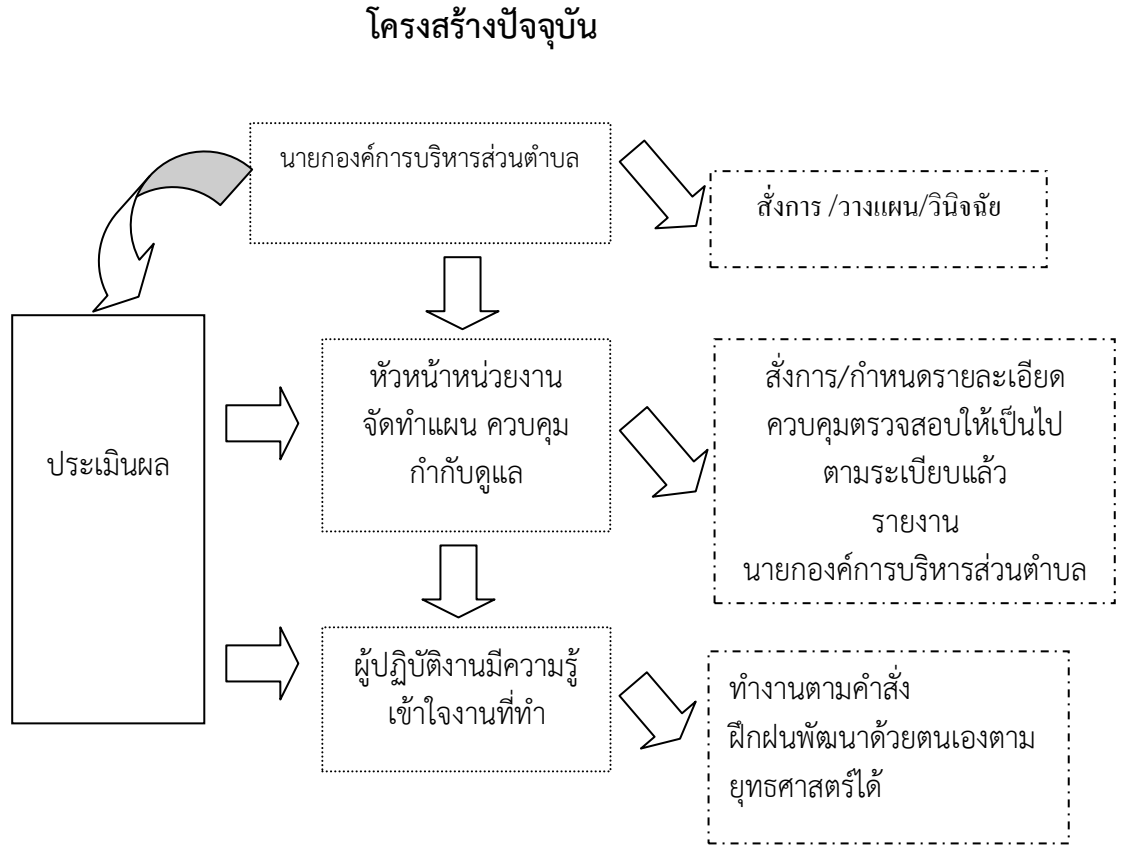 โครงสร้างปัจจุบัน
นายกองค์การบริหารส่วนตำบล
สั่งการ /วางแผน/วินิจฉัย
ประเมินผล
หัวหน้าหน่วยงาน
จัดทำแผน ควบคุม
กำกับดูแล
สั่งการ/กำหนดรายละเอียด
ควบคุมตรวจสอบให้เป็นไป
ตามระเบียบแล้ว
รายงาน
นายกองค์การบริหารส่วนตำบล
ผู้ปฏิบัติงานมีความรู้
เข้าใจงานที่ทำ
ทำงานตามคำสั่ง
ฝึกฝนพัฒนาด้วยตนเองตาม
ยุทธศาสตร์ได้